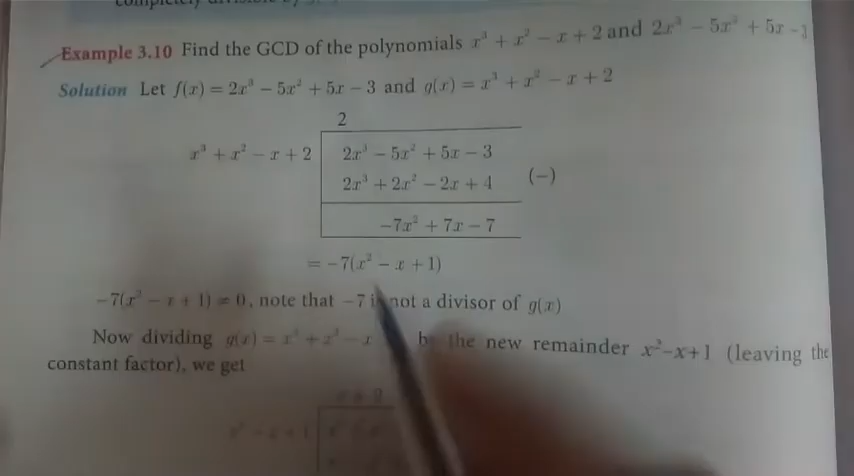 Example 3.10 Find the GCD of the polynomials x³ + x² − x + 2 and 2x³ − 5x² + 5x − 3
Solution Let f(x) = 2x³ − 5x² + 5x − 3 and g(x) = x³ + x² − x + 2
2
x³ + x² − x + 2 2x³ − 5x² + 5x − 3
2x³ + 2x² − 2x + 4 (−)
−7x² + 7x − 7
= −7(x² − x + 1)
−7(x² − x + 1) ≠ 0, note that −7 is not a divisor of g(x)
Now dividing g(x) = x³ + x² − x by the new remainder x²−x+1 (leaving the
constant factor), we get